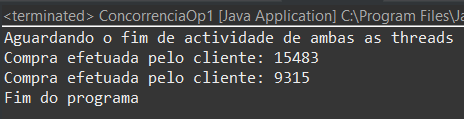 <terminated> ConcorrenciaOp1 [Java Application] C:\Program Files\Ja
Aguardando o fim de actividade de ambas as threads
Compra efetuada pelo cliente: 15483
Compra efetuada pelo cliente: 9315
Fim do programa